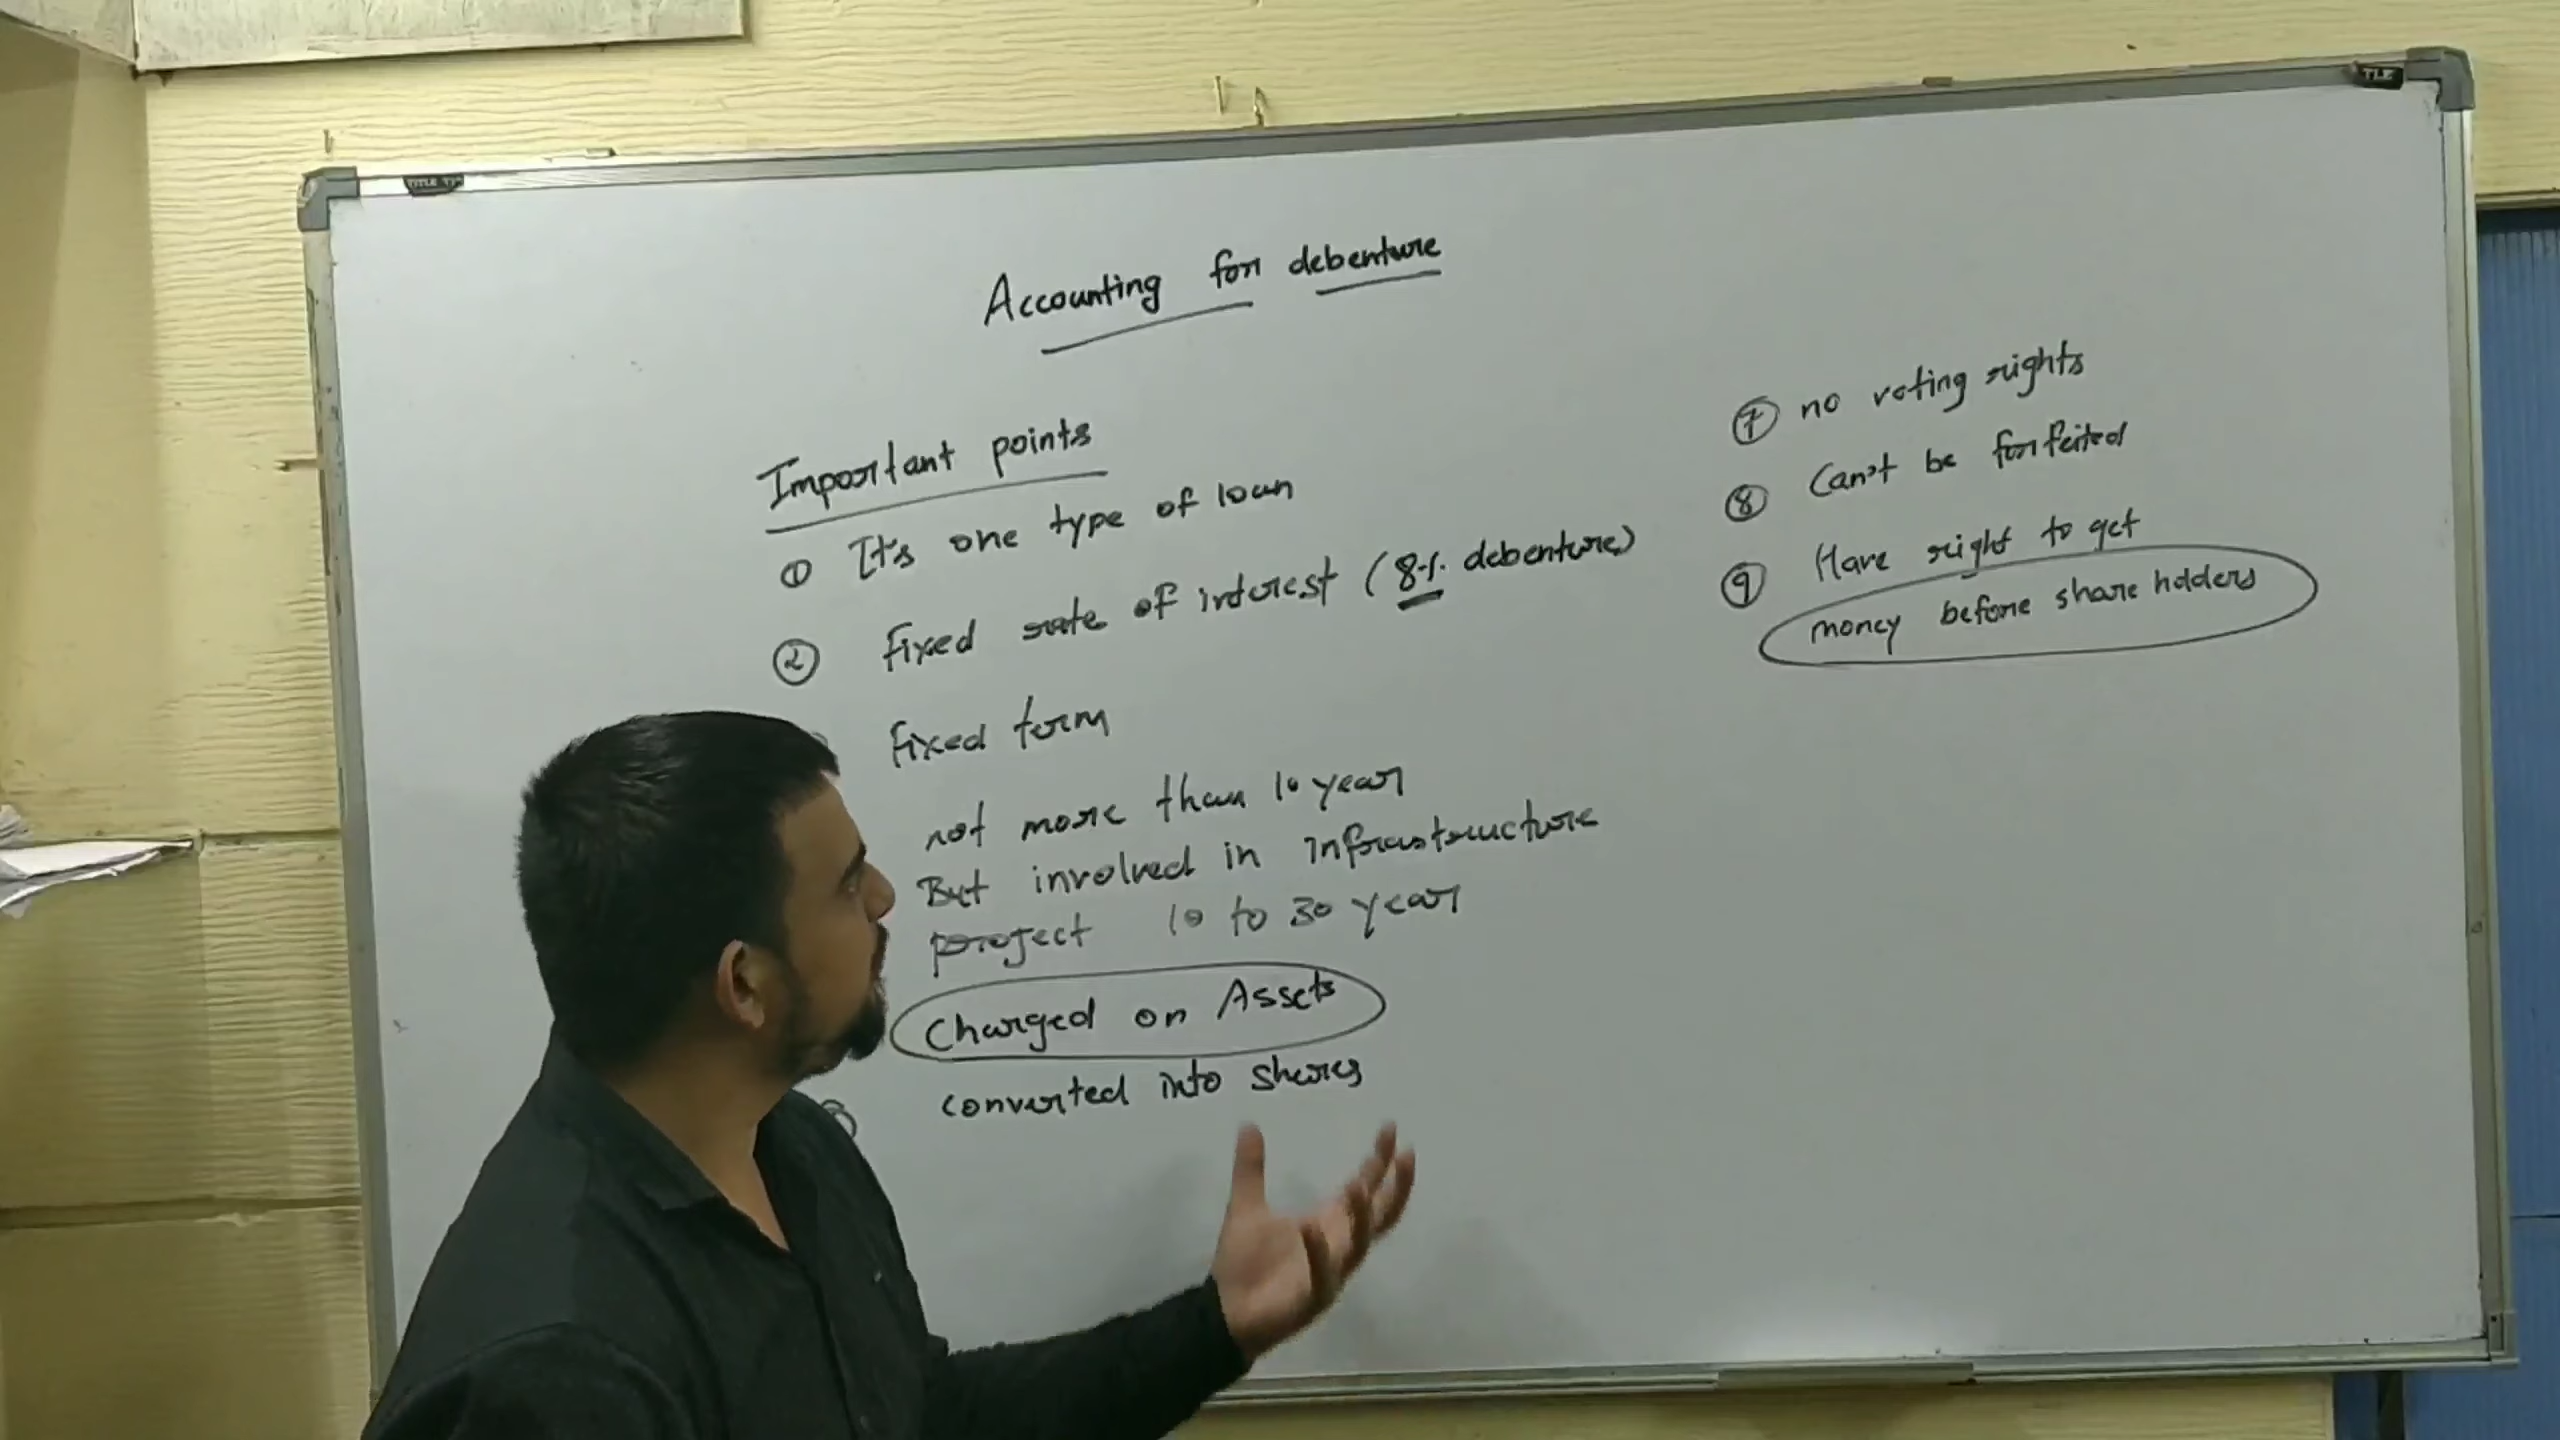 Accounting for debenture
Important points
① It's one type of loan
② Fixed rate of interest (8% debenture)
Fixed term
not more than 10 year
But involved in Infrastructure
project 10 to 30 year
Charged on Assets
converted into shares
⑦ no voting rights
⑧ Can't be forfeited
⑨ Have right to get
money before share holders